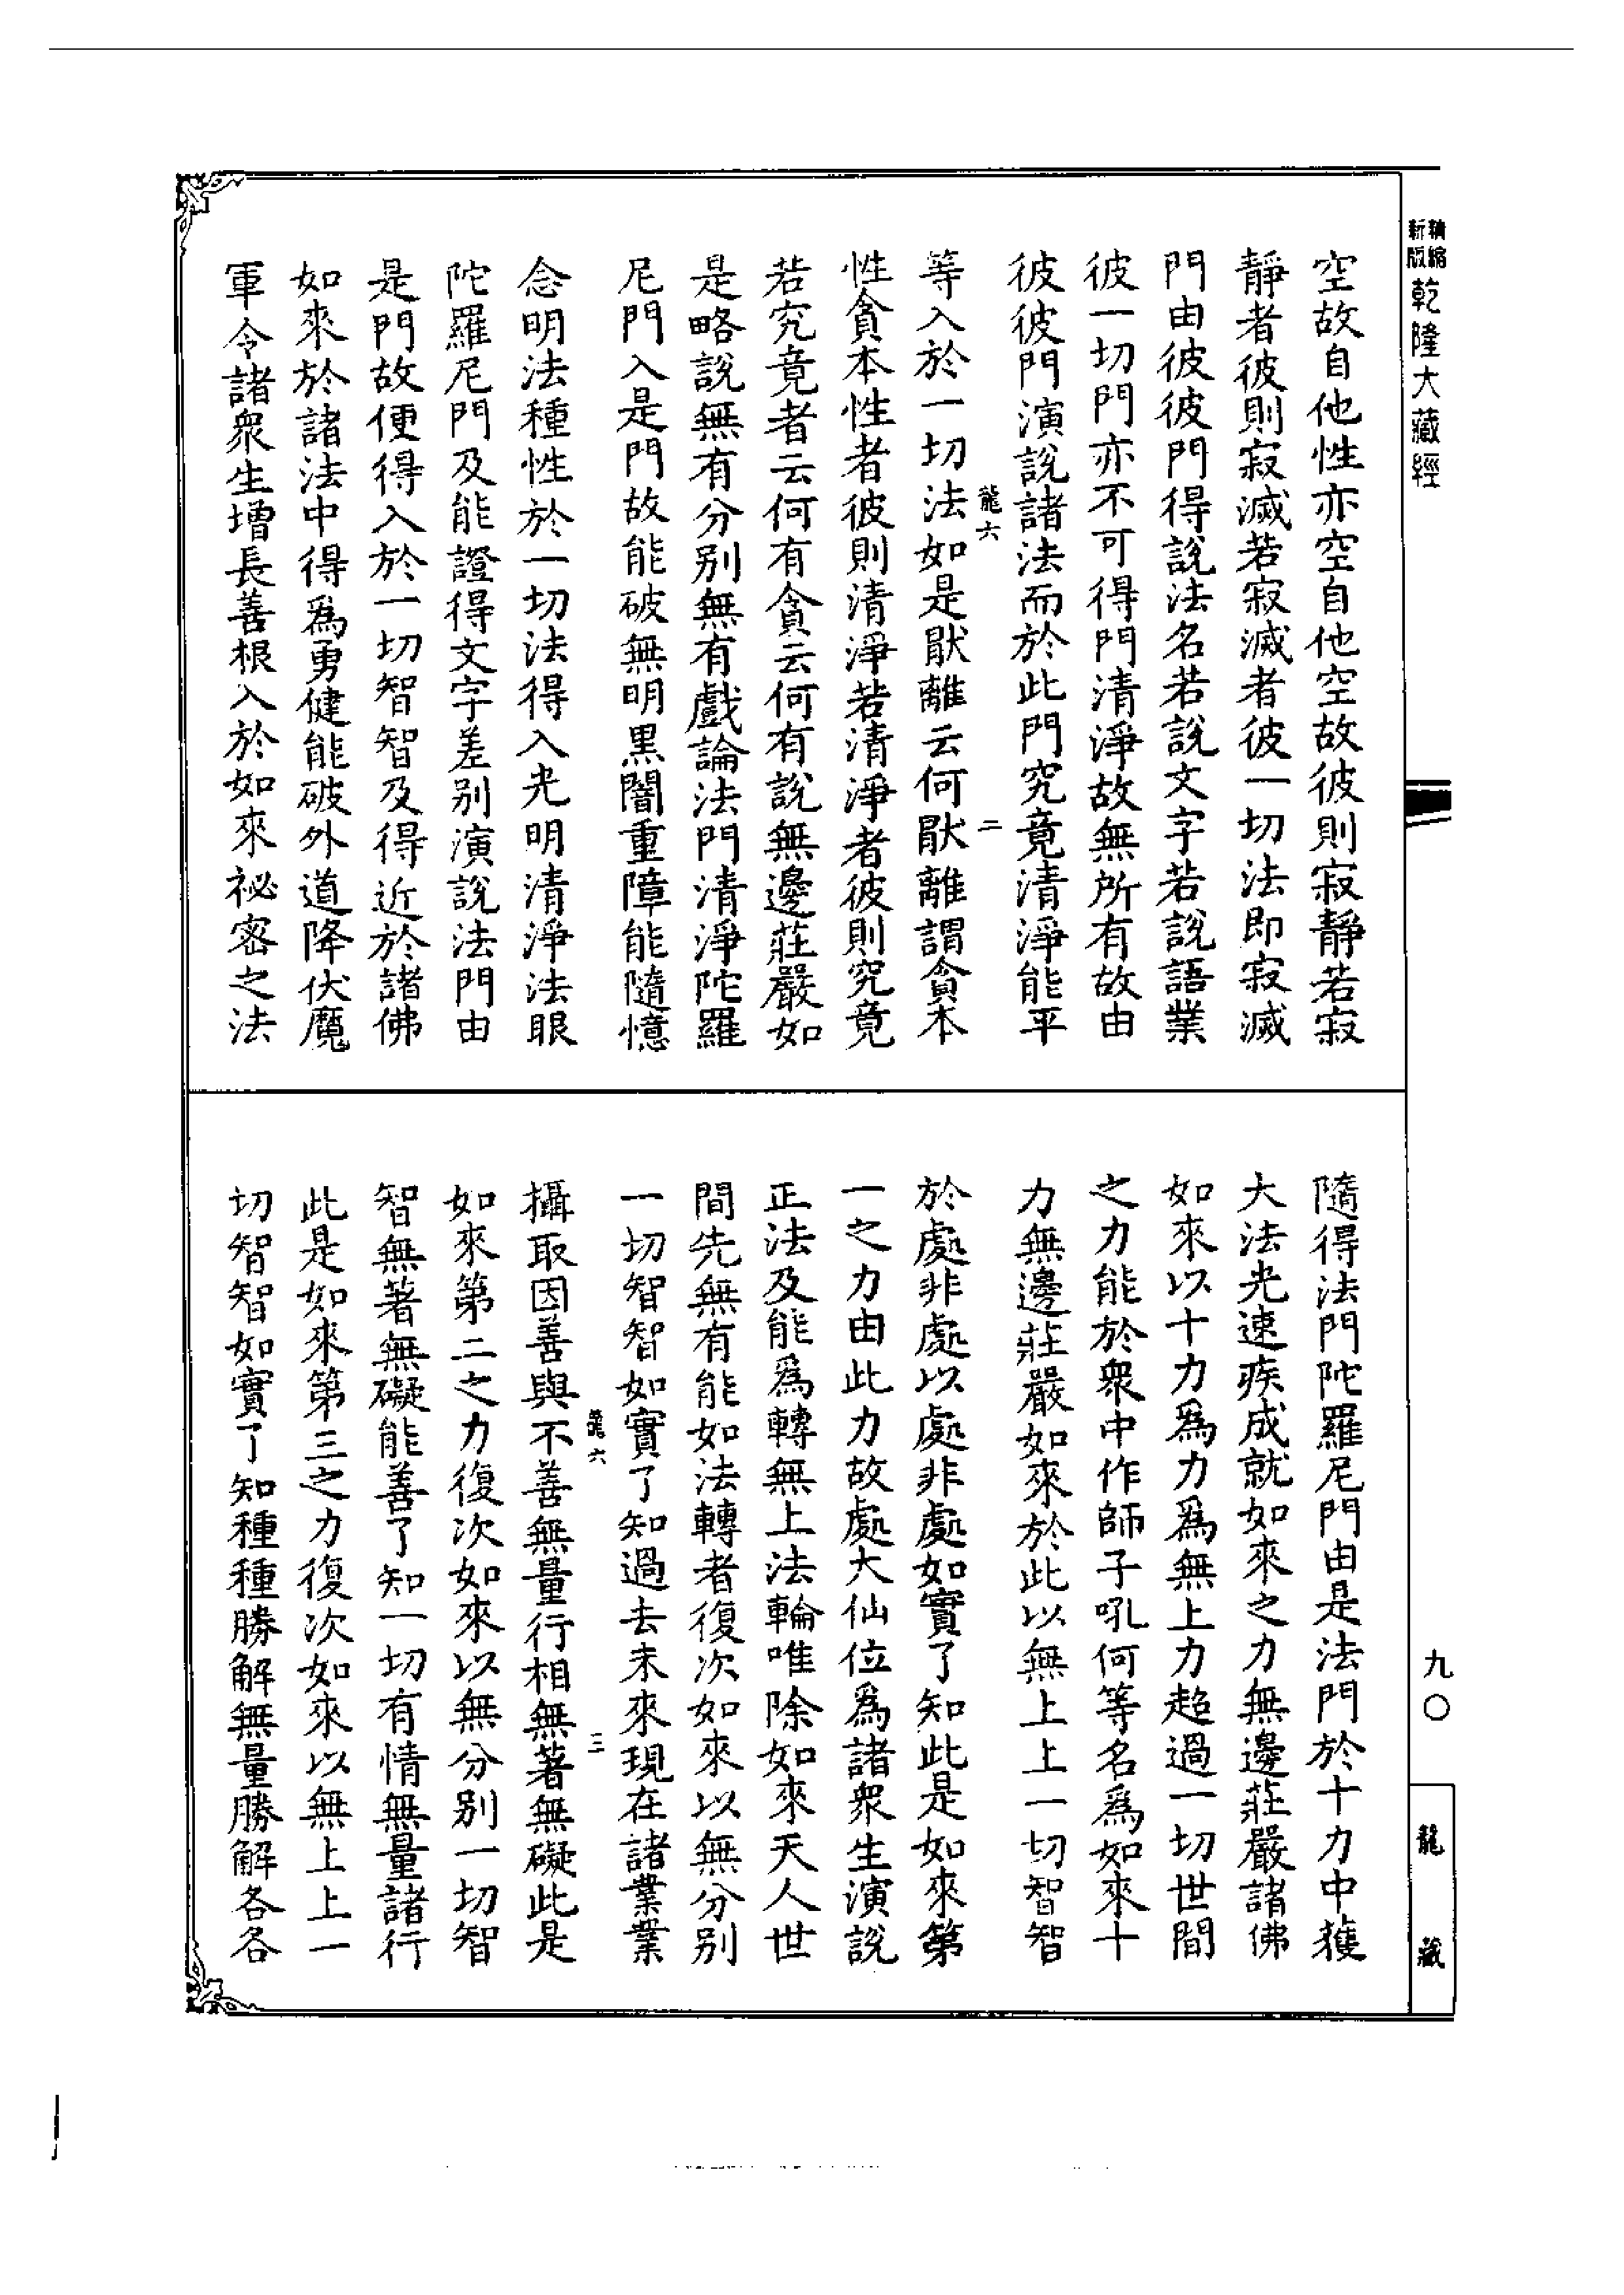 新版精縮
乾隆大藏經
空故自他性亦空自他空故彼則寂靜若寂
靜者彼則寂滅若寂滅者彼一切法即寂滅
門由彼彼門得說法名若說文字若說語業
彼一切門亦不可得門清淨故無所有故由
彼彼門演說諸法而於此門究竟清淨能平
龍六 二
等入於一切法如是猒離云何猒離謂貪本
性貪本性者彼則清淨若清淨者彼則究竟
若究竟者云何有貪云何有說無邊莊嚴如
是略說無有分别無有戲論法門清淨陀羅
尼門入是門故能破無明黑闇重障能隨憶
念明法種性於一切法得入光明清淨法眼
陀羅尼門及能證得文字差别演說法門由
是門故便得入於一切智智及得近於諸佛
如來於諸法中得爲勇健能破外道降伏魔
軍令諸衆生增長善根入於如來祕密之法
隨得法門陀羅尼門由是法門於十力中獲
大法光速疾成就如來之力無邊莊嚴諸佛
如來以十力爲力爲無上力超過一切世間
之力能於衆中作師子吼何等名爲如來十
力無邊莊嚴如來於此以無上上一切智智
於處非處以處非處如實了知此是如來第
一之力由此力故處大仙位爲諸衆生演說
正法及能爲轉無上法輪唯除如來天人世
間先無有能如法轉者復次如來以無分别
一切智智如實了知過去未來現在諸業業
龍六 三
攝取因善與不善無量行相無著無礙此是
如來第二之力復次如來以無分别一切智
智無著無礙能善了知一切有情無量諸行
此是如來第三之力復次如來以無上上一
切智智如實了知種種勝解無量勝解各各
九〇
龍藏